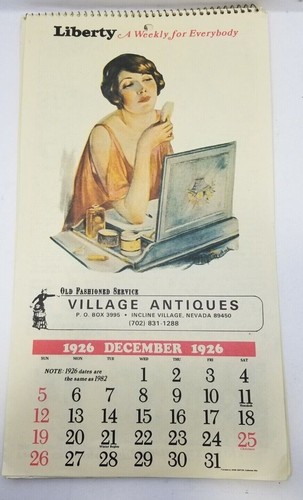 Liberty A Weekly for Everybody
OLD FASHIONED SERVICE
VILLAGE ANTIQUES
P. O. BOX 3995 • INCLINE VILLAGE, NEVADA 89450
(702) 831-1288
1926 DECEMBER 1926
SUN MON TUE WED THU FRI SAT
NOTE: 1926 dates are
the same as 1982
1 2 3 4
5 6 7 8 9 10 11
12 13 14 15 16 17 18
19 20 21 22 23 24 25
26 27 28 29 30 31